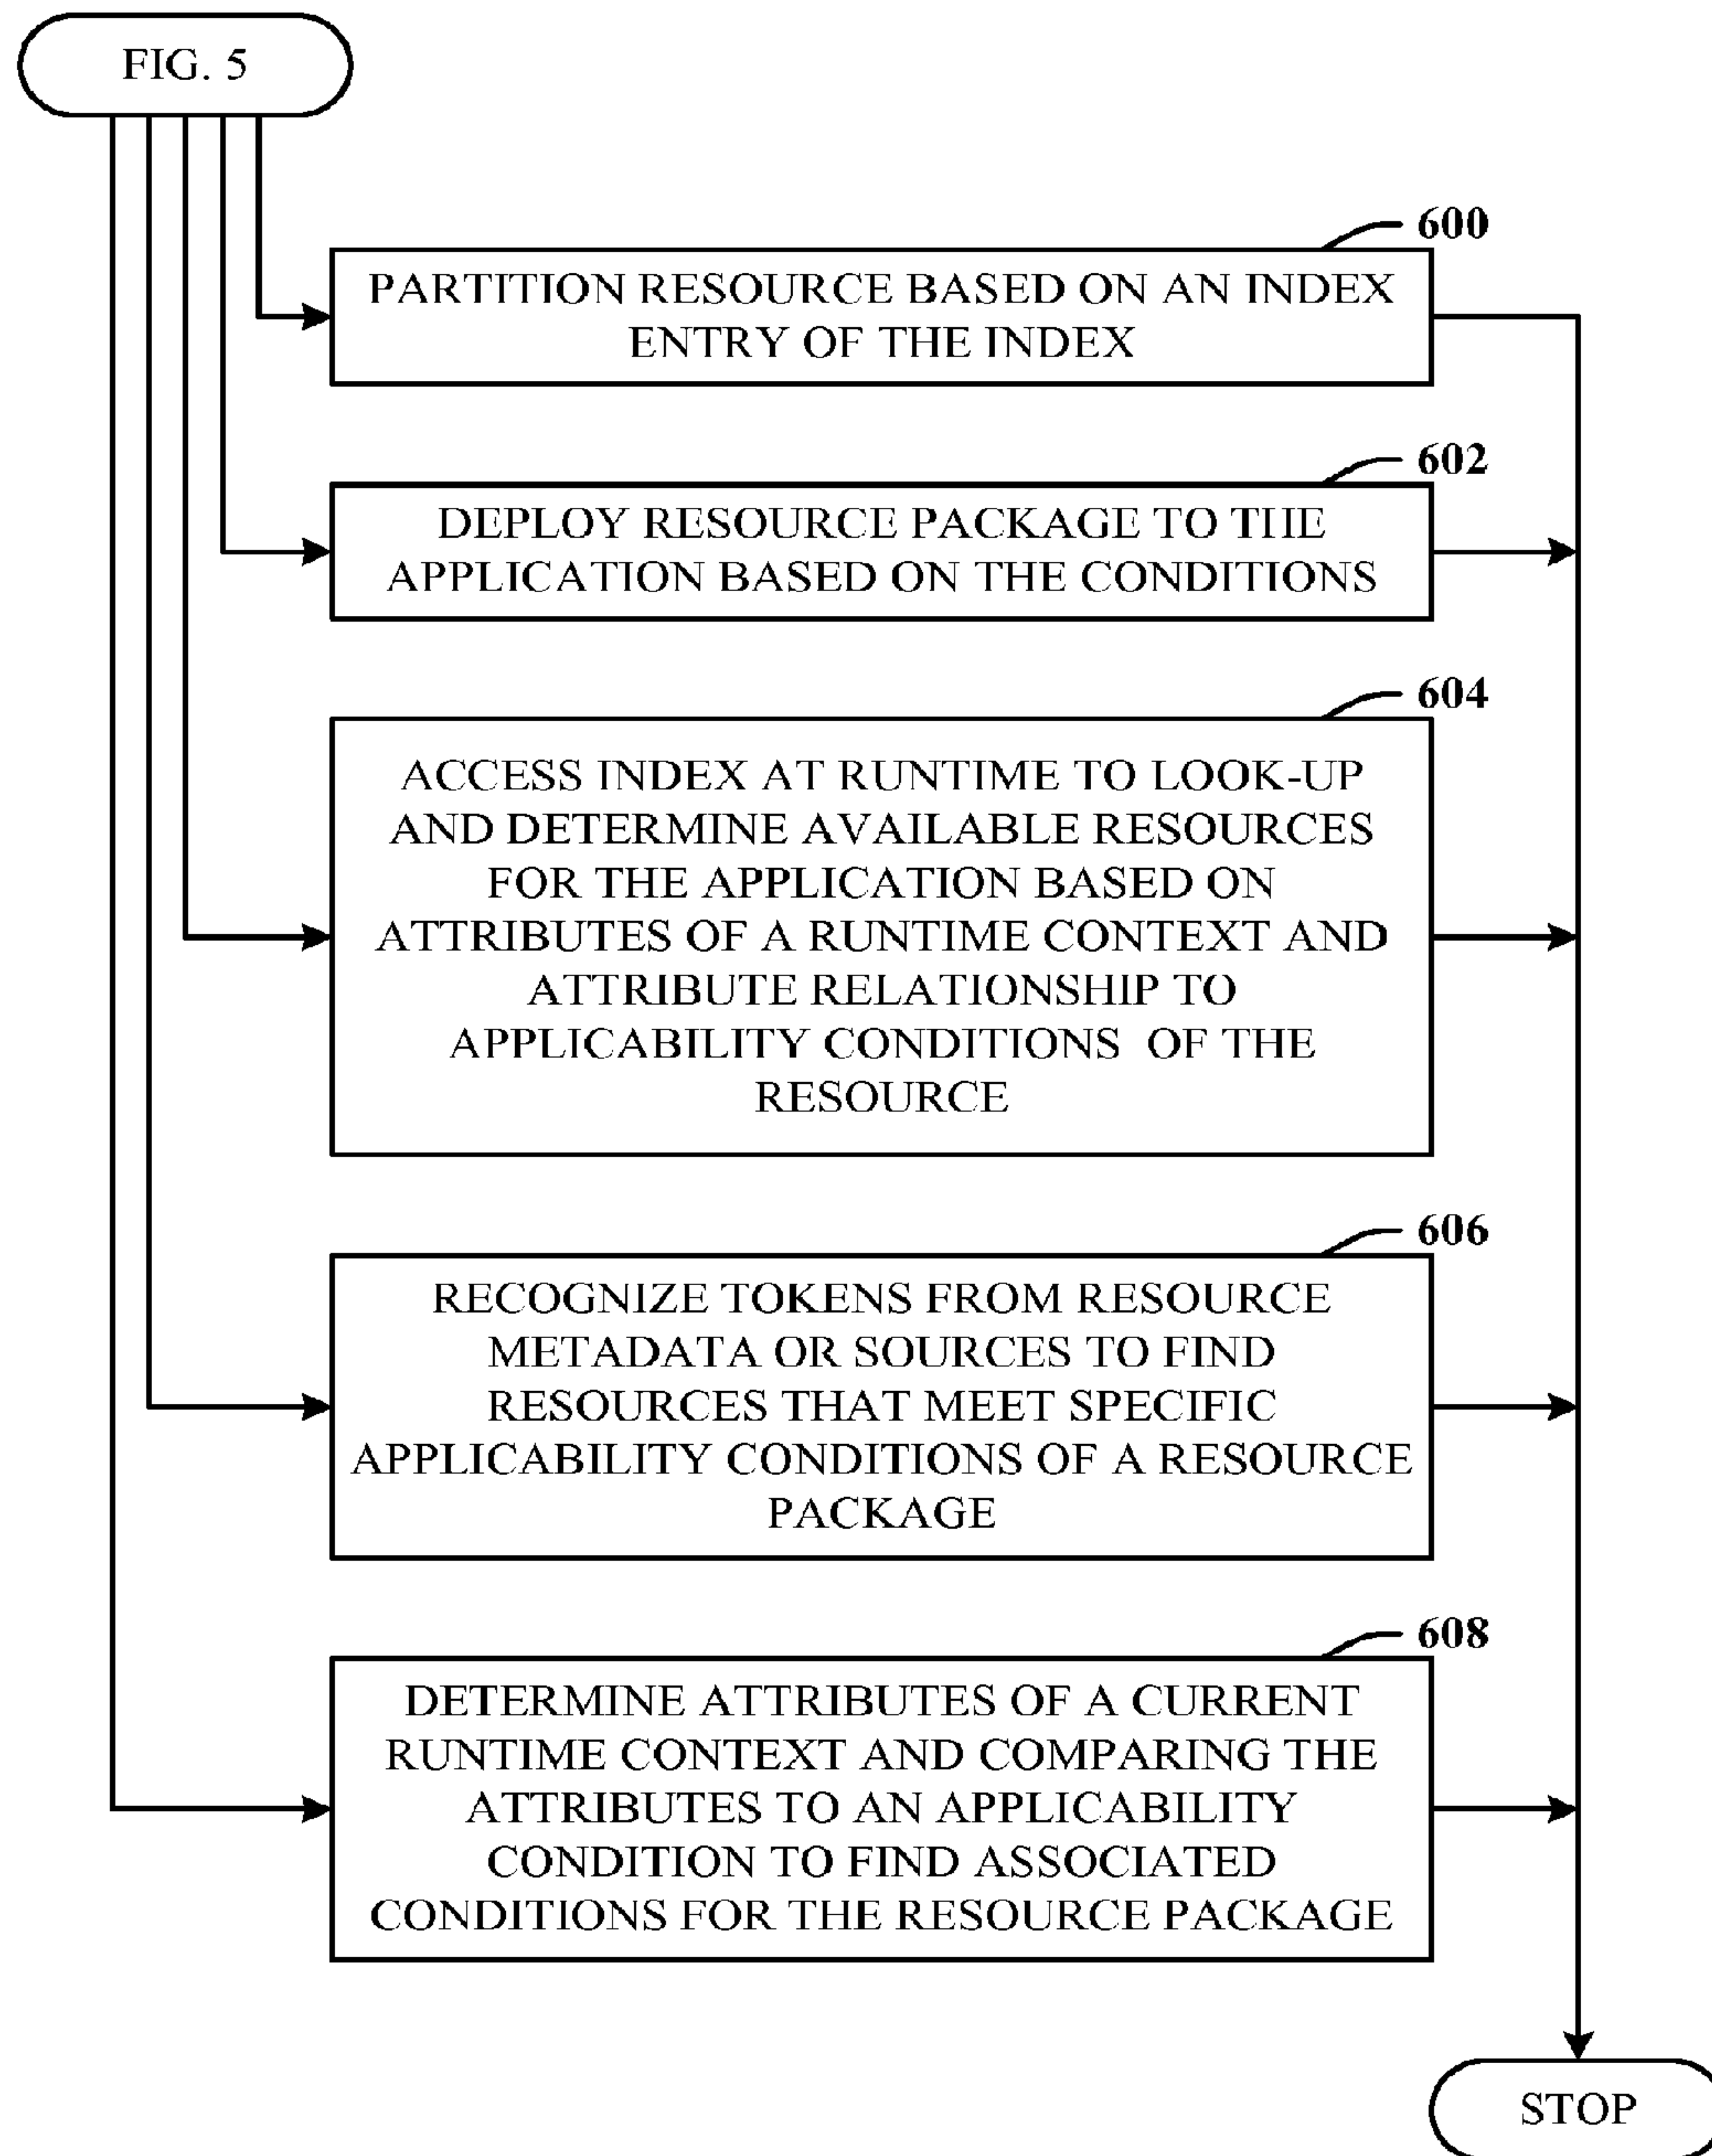 FIG. 5
600
PARTITION RESOURCE BASED ON AN INDEX
ENTRY OF THE INDEX
602
DEPLOY RESOURCE PACKAGE TO THE
APPLICATION BASED ON THE CONDITIONS
604
ACCESS INDEX AT RUNTIME TO LOOK-UP
AND DETERMINE AVAILABLE RESOURCES
FOR THE APPLICATION BASED ON
ATTRIBUTES OF A RUNTIME CONTEXT AND
ATTRIBUTE RELATIONSHIP TO
APPLICABILITY CONDITIONS OF THE
RESOURCE
606
RECOGNIZE TOKENS FROM RESOURCE
METADATA OR SOURCES TO FIND
RESOURCES THAT MEET SPECIFIC
APPLICABILITY CONDITIONS OF A RESOURCE
PACKAGE
608
DETERMINE ATTRIBUTES OF A CURRENT
RUNTIME CONTEXT AND COMPARING THE
ATTRIBUTES TO AN APPLICABILITY
CONDITION TO FIND ASSOCIATED
CONDITIONS FOR THE RESOURCE PACKAGE
STOP